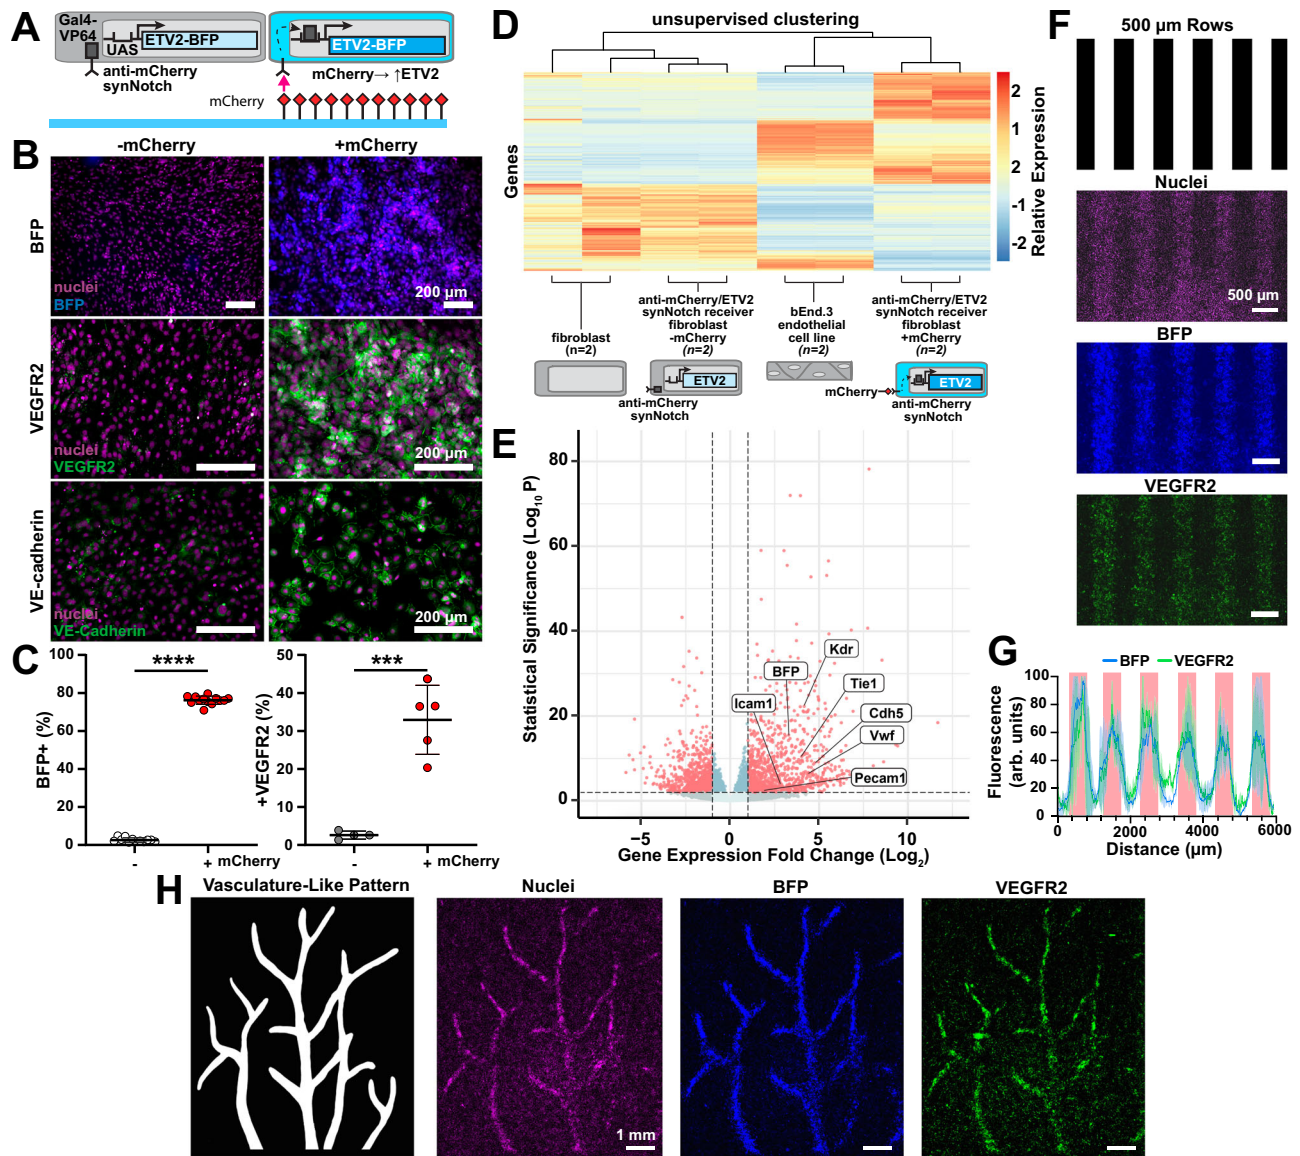 A
Gal4-
VP64
UAS
ETV2-BFP
ETV2-BFP
anti-mCherry
synNotch
mCherry→ ↑ETV2
mCherry
B
-mCherry
+mCherry
BFP
nuclei
BFP
200 µm
VEGFR2
nuclei
VEGFR2
200 µm
VE-cadherin
nuclei
VE-Cadherin
200 µm
C
BFP+ (%)
100
80
60
40
20
0
****
- + mCherry
+VEGFR2 (%)
50
40
30
20
10
0
***
- + mCherry
D
unsupervised clustering
Genes
2
1
2
-1
-2
Relative Expression
fibroblast
(n=2)
anti-mCherry/ETV2
synNotch receiver
fibroblast
-mCherry
(n=2)
ETV2
anti-mCherry
synNotch
bEnd.3
endothelial
cell line
(n=2)
anti-mCherry/ETV2
synNotch receiver
fibroblast
+mCherry
(n=2)
mCherry
ETV2
anti-mCherry
synNotch
E
Statistical Significance (Log10 P)
80
60
40
20
0
Kdr
BFP
Tie1
Icam1
Cdh5
Vwf
Pecam1
−5 0 5 10
Gene Expression Fold Change (Log2)
F
500 µm Rows
Nuclei
500 µm
BFP
VEGFR2
G
BFP VEGFR2
Fluorescence
(arb. units)
100
80
60
40
20
0
0 2000 4000 6000
Distance (µm)
H
Vasculature-Like Pattern
Nuclei
1 mm
BFP
VEGFR2